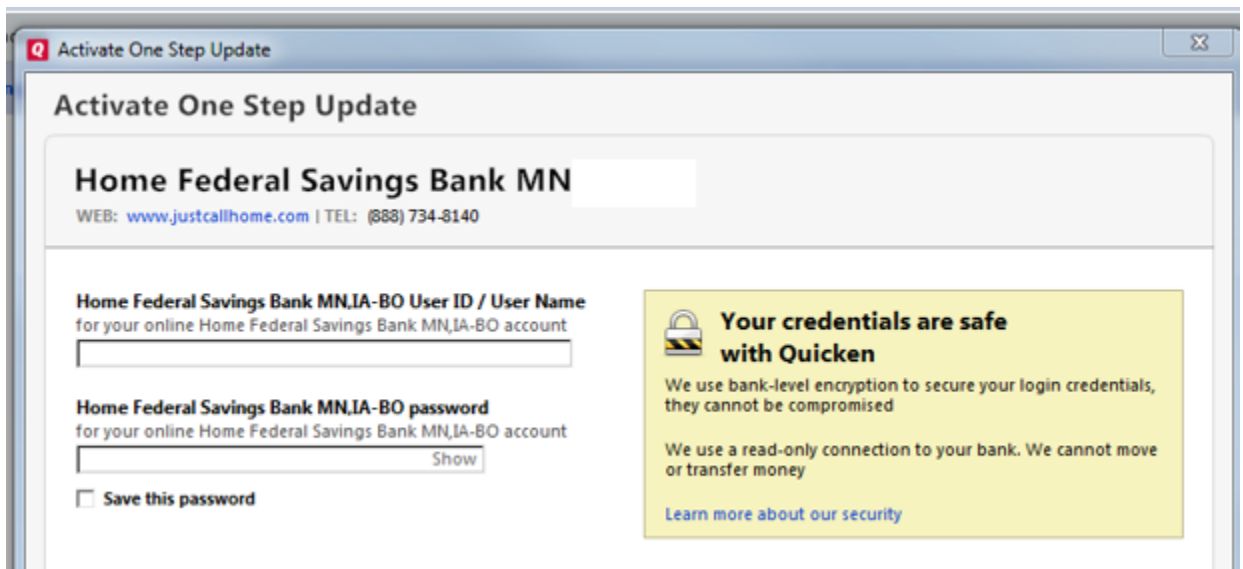 Activate One Step Update
Activate One Step Update
Home Federal Savings Bank MN
WEB: www.justcallhome.com | TEL: (888) 734-8140
Home Federal Savings Bank MN,IA-BO User ID / User Name
for your online Home Federal Savings Bank MN,IA-BO account
Home Federal Savings Bank MN,IA-BO password
for your online Home Federal Savings Bank MN,IA-BO account
Show
Save this password
Your credentials are safe
with Quicken
We use bank-level encryption to secure your login credentials,
they cannot be compromised
We use a read-only connection to your bank. We cannot move
or transfer money
Learn more about our security